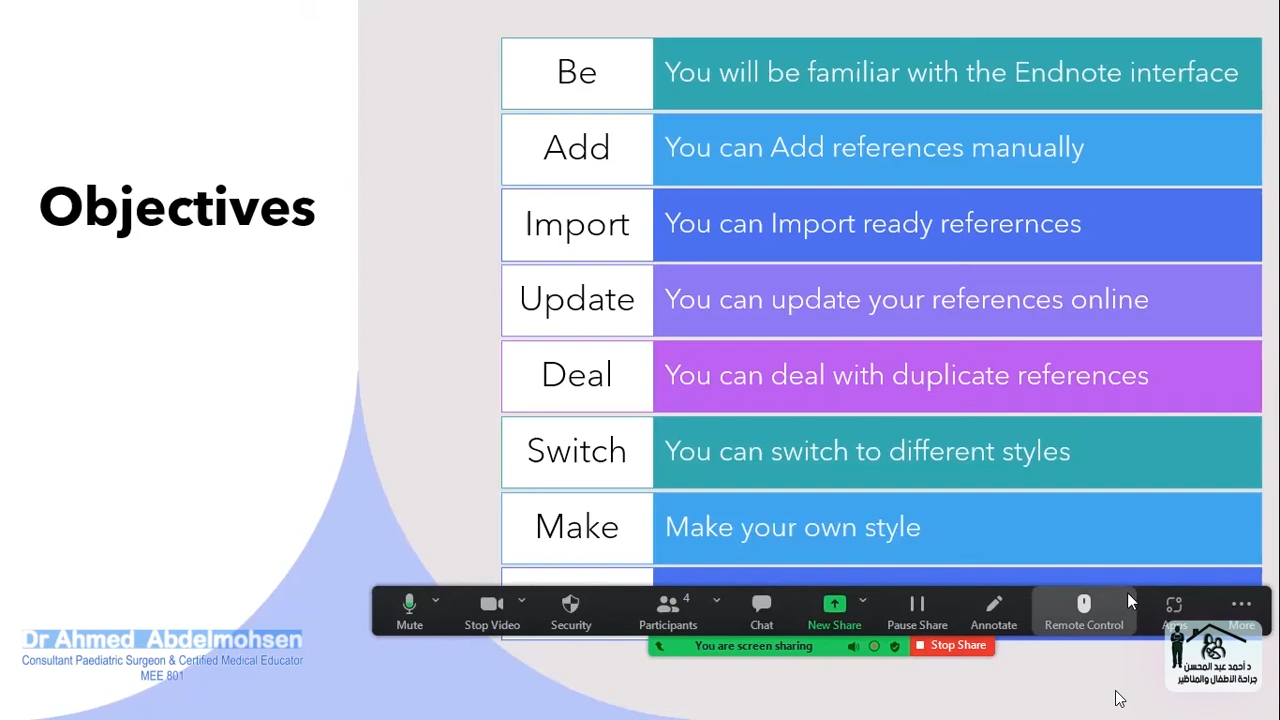 Objectives
Be
You will be familiar with the Endnote interface
Add
You can Add references manually
Import
You can Import ready referernces
Update
You can update your references online
Deal
You can deal with duplicate references
Switch
You can switch to different styles
Make
Make your own style
Mute
Stop Video
Security
4
Participants
Chat
New Share
Pause Share
Annotate
Remote Control
Apps
More
You are screen sharing
Stop Share
Dr Ahmed Abdelmohsen
Consultant Paediatric Surgeon & Certified Medical Educator
MEE 801
د أحمد عبد المحسن
جراحة الأطفال والمناظير